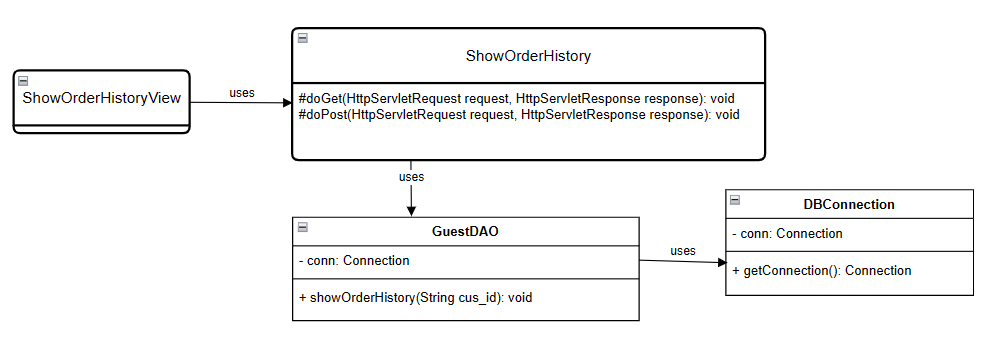 ShowOrderHistory
#doGet(HttpServletRequest request, HttpServletResponse response): void
#doPost(HttpServletRequest request, HttpServletResponse response): void
ShowOrderHistoryView
uses
uses
GuestDAO
- conn: Connection
+ showOrderHistory(String cus_id): void
uses
DBConnection
- conn: Connection
+ getConnection(): Connection